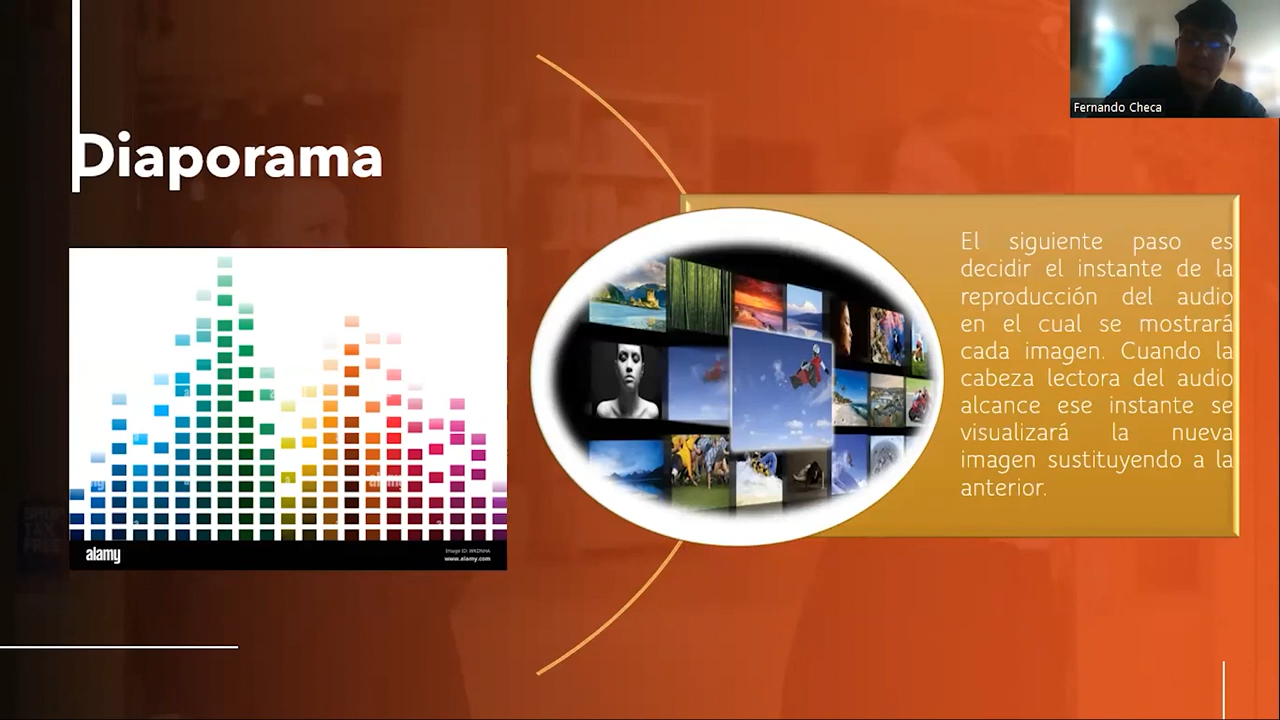 Fernando Checa
Diaporama
El siguiente paso es
decidir el instante de la
reproducción del audio
en el cual se mostrará
cada imagen. Cuando la
cabeza lectora del audio
alcance ese instante se
visualizará la nueva
imagen sustituyendo a la
anterior.
alamy
www.alamy.com